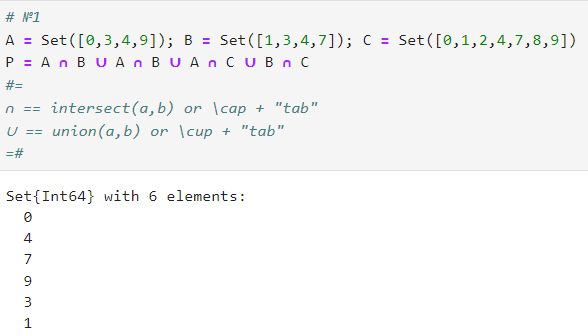 # №1
A = Set([0,3,4,9]); B = Set([1,3,4,7]); C = Set([0,1,2,4,7,8,9])
P = A ∩ B ∪ A ∩ B ∪ A ∩ C ∪ B ∩ C
#=
∩ == intersect(a,b) or \cap + "tab"
∪ == union(a,b) or \cup + "tab"
=#
Set{Int64} with 6 elements:
0
4
7
9
3
1